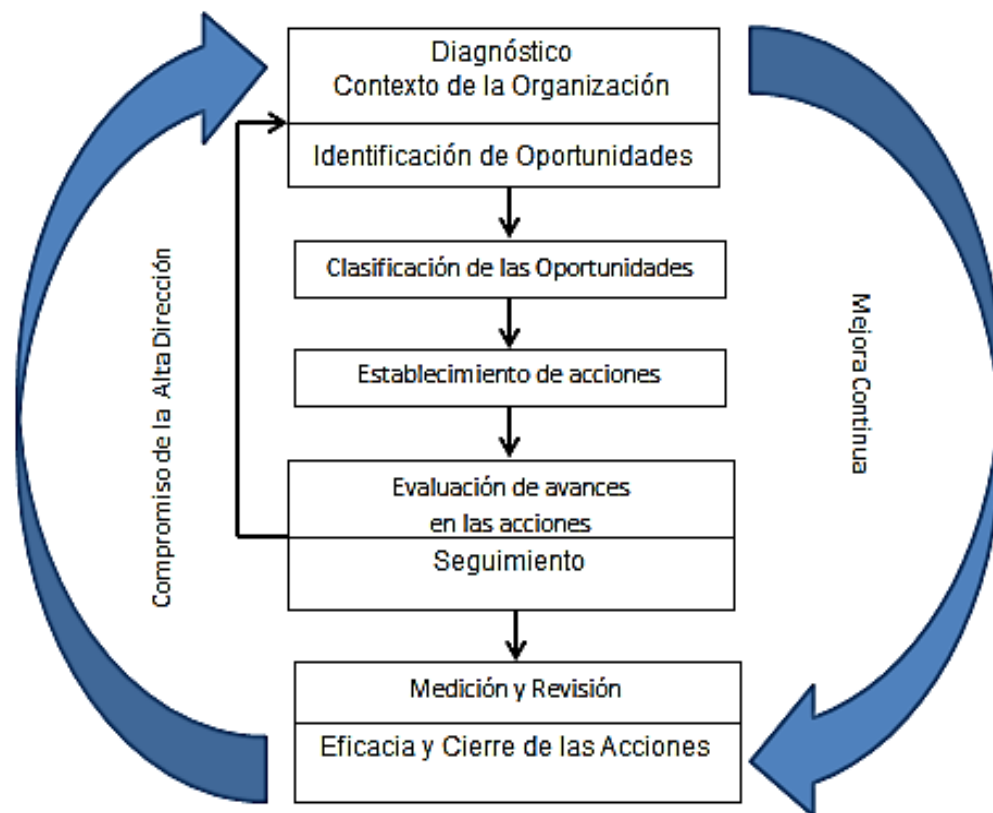 Diagnóstico
Contexto de la Organización
Identificación de Oportunidades
Clasificación de las Oportunidades
Establecimiento de acciones
Evaluación de avances
en las acciones
Seguimiento
Medición y Revisión
Eficacia y Cierre de las Acciones
Compromiso de la Alta Dirección
Mejora Continua